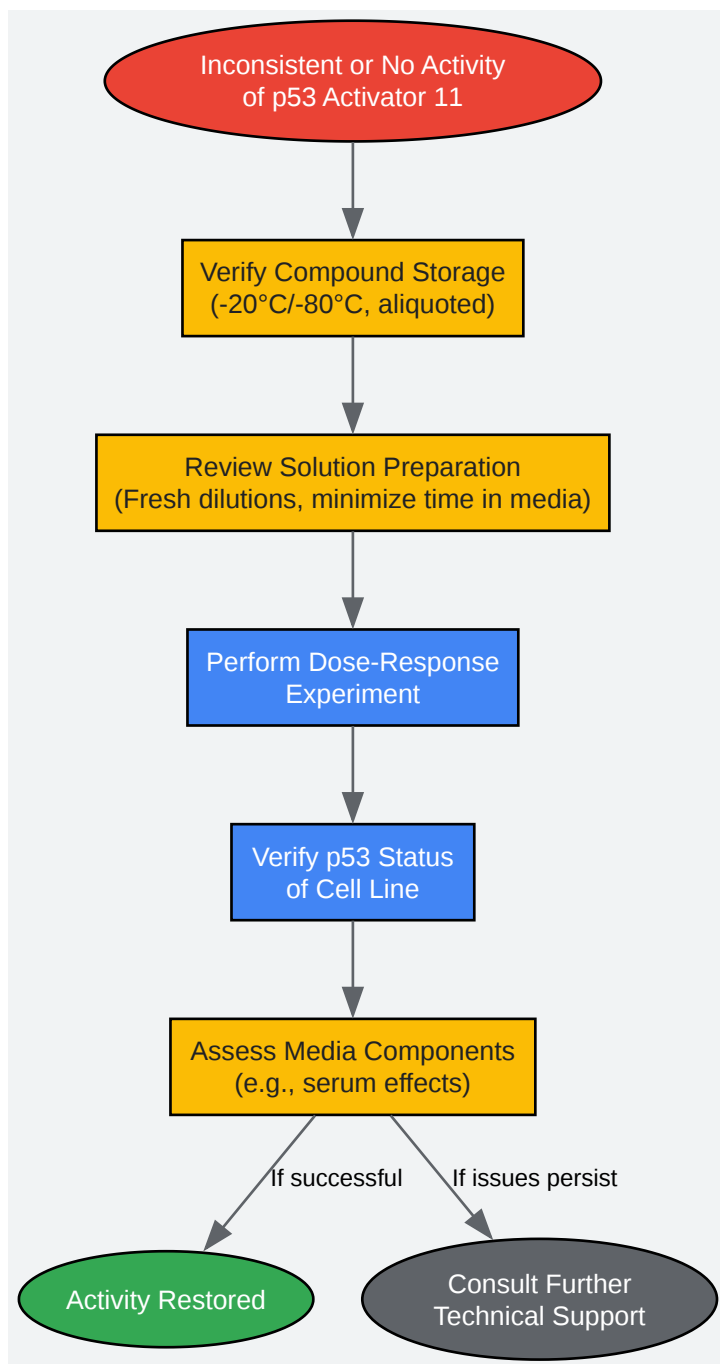 Inconsistent or No Activity
of p53 Activator 11
Verify Compound Storage
(-20°C/-80°C, aliquoted)
Review Solution Preparation
(Fresh dilutions, minimize time in media)
Perform Dose-Response
Experiment
Verify p53 Status
of Cell Line
Assess Media Components
(e.g., serum effects)
If successful
If issues persist
Activity Restored
Consult Further
Technical Support